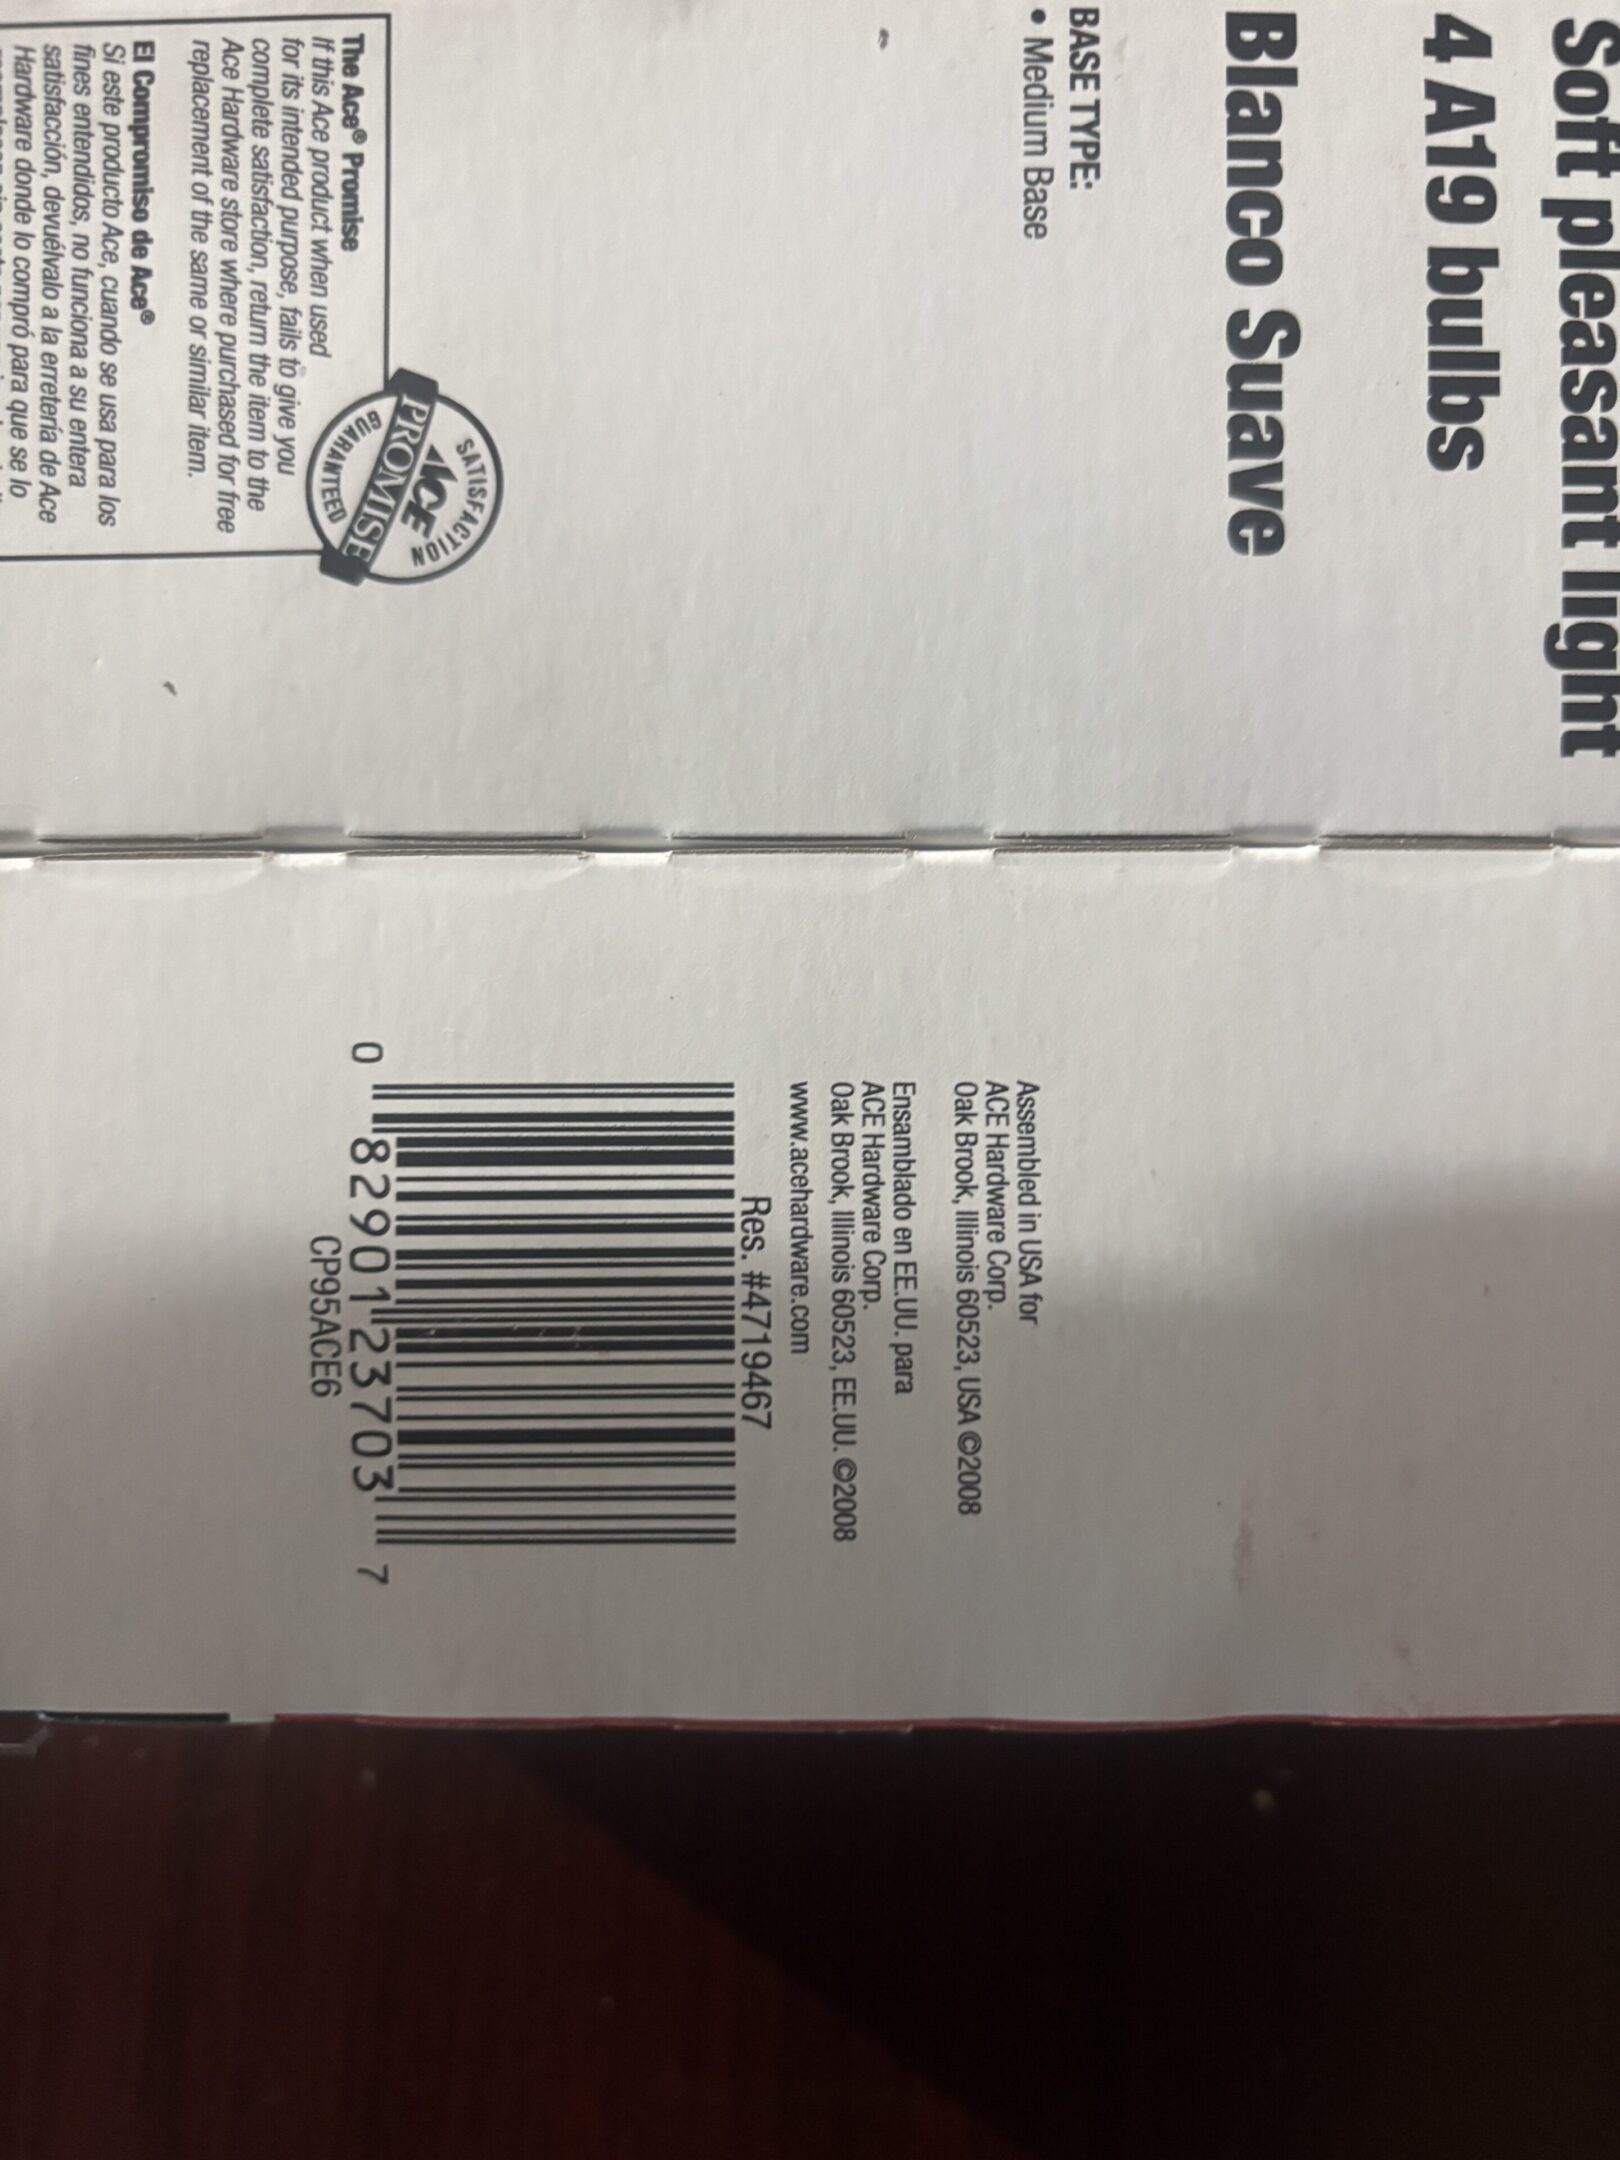 Soft pleasant light
4 A19 bulbs
Blanco Suave
BASE TYPE:
• Medium Base
SATISFACTION
ACE
PROMISE
GUARANTEED
The Ace® Promise
If this Ace product when used
for its intended purpose, fails to give you
complete satisfaction, return the item to the
Ace Hardware store where purchased for free
replacement of the same or similar item.
El Compromiso de Ace®
Si este producto Ace, cuando se usa para los
fines entendidos, no funciona a su entera
satisfacción, devuélvalo a la erretería de Ace
Hardware donde lo compró para que se lo
Assembled in USA for
ACE Hardware Corp.
Oak Brook, Illinois 60523, USA ©2008
Ensamblado en EE.UU. para
ACE Hardware Corp.
Oak Brook, Illinois 60523, EE.UU. ©2008
www.acehardware.com
Res. #4719467
0 82901 23703 7
CP95ACE6